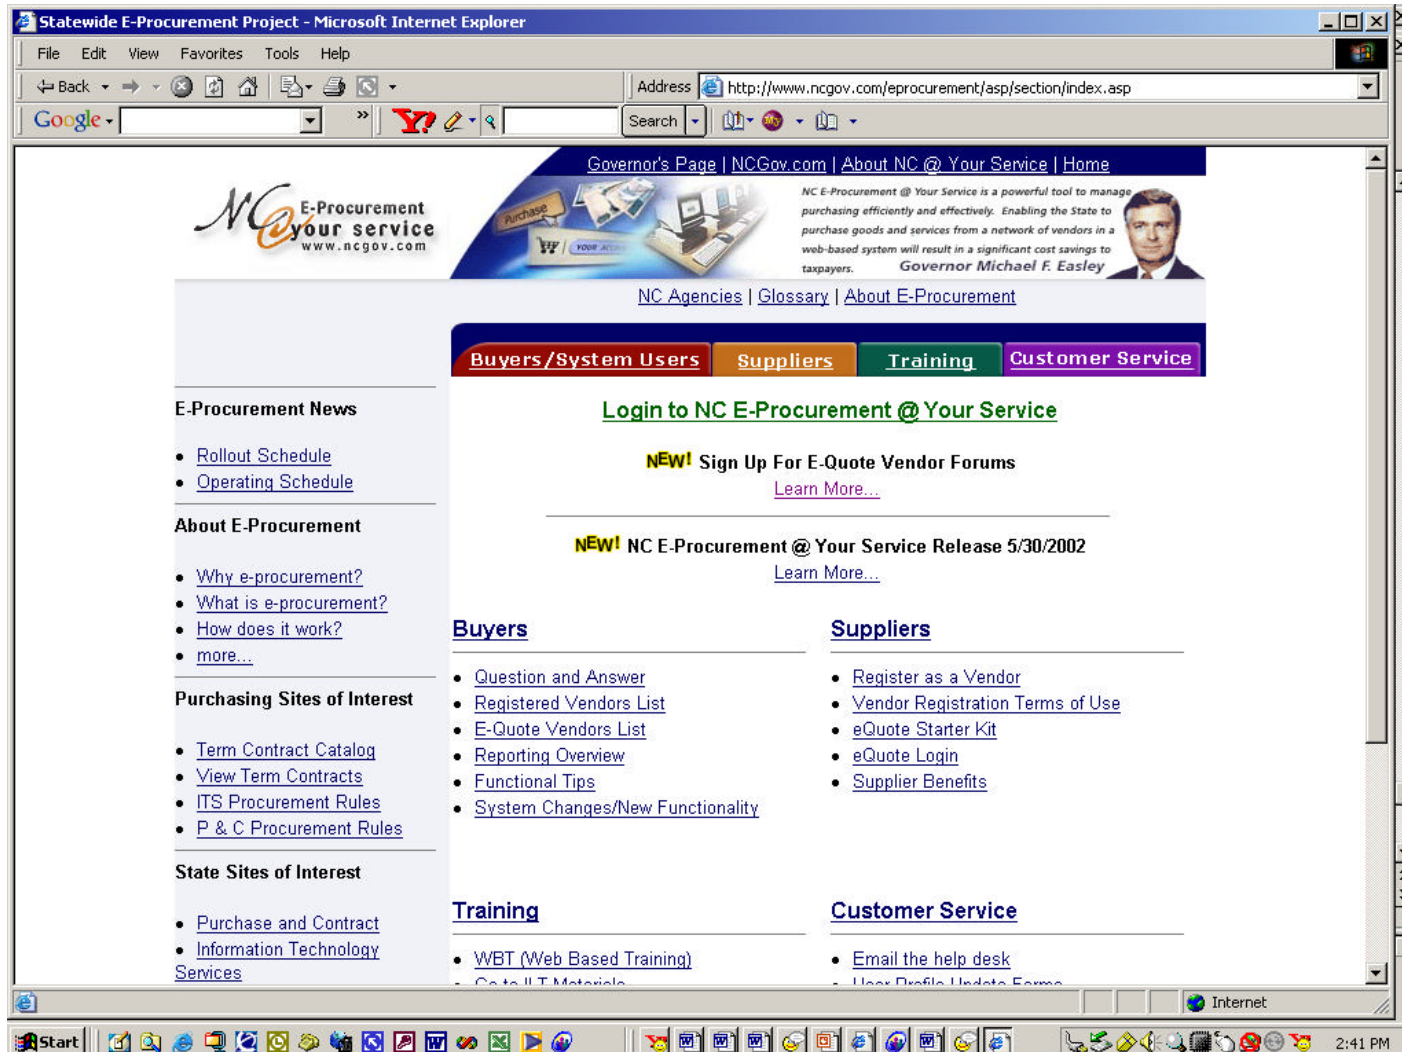 Statewide E-Procurement Project - Microsoft Internet Explorer
File Edit View Favorites Tools Help
Back Address http://www.ncgov.com/eprocurement/asp/section/index.asp
Google » Y! Search
Governor's Page | NCGov.com | About NC @ Your Service | Home
NC E-Procurement
@ your service
www.ncgov.com
Purchase
YOUR
NC E-Procurement @ Your Service is a powerful tool to manage
purchasing efficiently and effectively. Enabling the State to
purchase goods and services from a network of vendors in a
web-based system will result in a significant cost savings to
taxpayers. Governor Michael F. Easley
NC Agencies | Glossary | About E-Procurement
Buyers/System Users Suppliers Training Customer Service
E-Procurement News
• Rollout Schedule
• Operating Schedule
About E-Procurement
• Why e-procurement?
• What is e-procurement?
• How does it work?
• more...
Purchasing Sites of Interest
• Term Contract Catalog
• View Term Contracts
• ITS Procurement Rules
• P & C Procurement Rules
State Sites of Interest
• Purchase and Contract
• Information Technology
Services
Login to NC E-Procurement @ Your Service
NEW! Sign Up For E-Quote Vendor Forums
Learn More...
NEW! NC E-Procurement @ Your Service Release 5/30/2002
Learn More...
Buyers
• Question and Answer
• Registered Vendors List
• E-Quote Vendors List
• Reporting Overview
• Functional Tips
• System Changes/New Functionality
Suppliers
• Register as a Vendor
• Vendor Registration Terms of Use
• eQuote Starter Kit
• eQuote Login
• Supplier Benefits
Training
• WBT (Web Based Training)
• Go to ILT Materials
Customer Service
• Email the help desk
• User Profile Update Forms
Internet
Start 2:41 PM